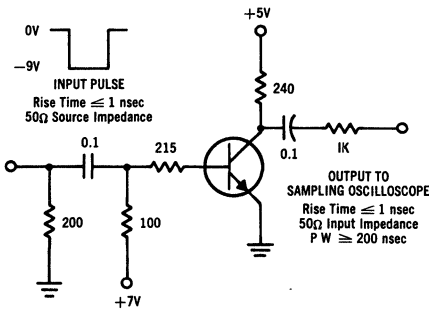 +5V
0V
−9V
INPUT PULSE
Rise Time ≤ 1 nsec
50Ω Source Impedance
240
0.1
215
0.1
1K
OUTPUT TO
SAMPLING OSCILLOSCOPE
Rise Time ≤ 1 nsec
50Ω Input Impedance
P W ≥ 200 nsec
200
100
+7V